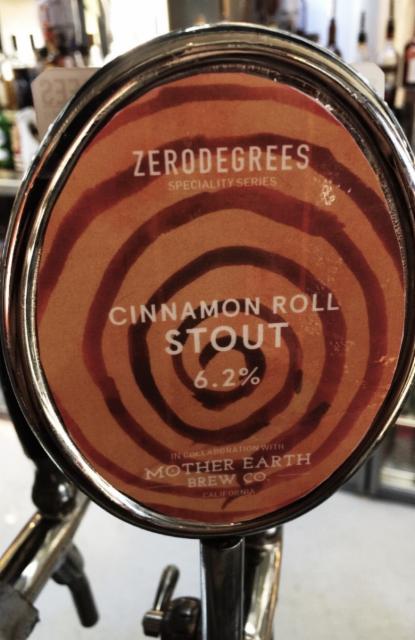 ZERODEGREES
SPECIALITY SERIES
CINNAMON ROLL
STOUT
6.2%
IN COLLABORATION WITH
MOTHER EARTH
BREW CO.
CALIFORNIA